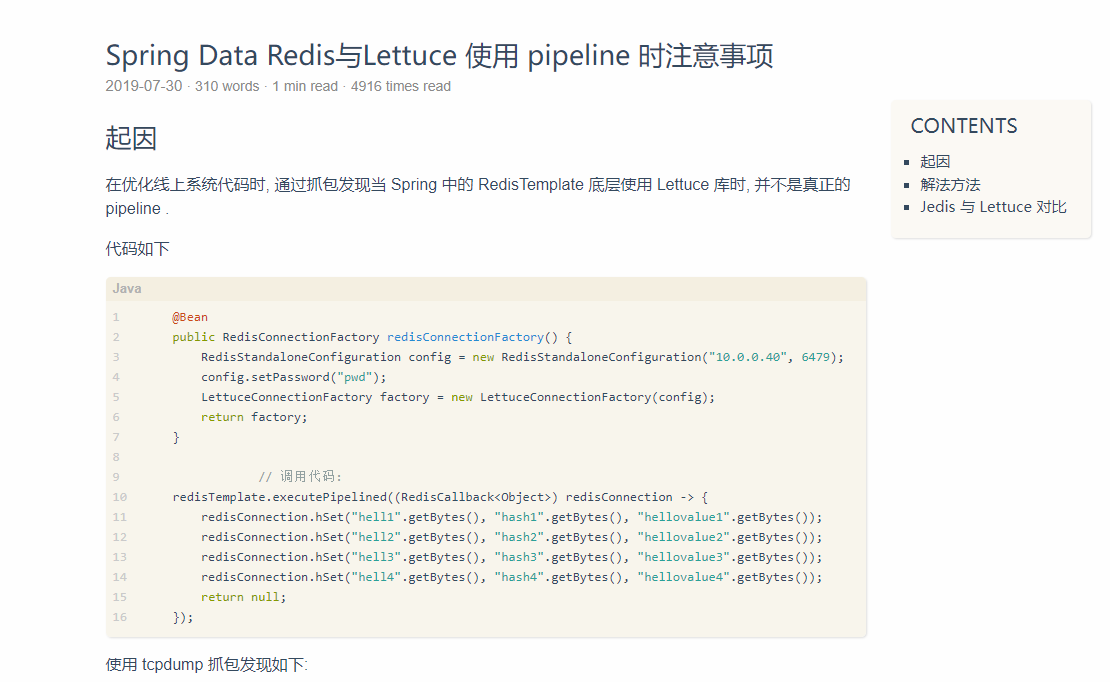 Spring Data Redis与Lettuce 使用 pipeline 时注意事项
2019-07-30 · 310 words · 1 min read · 4916 times read
起因
在优化线上系统代码时, 通过抓包发现当 Spring 中的 RedisTemplate 底层使用 Lettuce 库时, 并不是真正的
pipeline .
代码如下
Java
1 @Bean
2 public RedisConnectionFactory redisConnectionFactory() {
3 RedisStandaloneConfiguration config = new RedisStandaloneConfiguration("10.0.0.40", 6479);
4 config.setPassword("pwd");
5 LettuceConnectionFactory factory = new LettuceConnectionFactory(config);
6 return factory;
7 }
8
9 // 调用代码:
10 redisTemplate.executePipelined((RedisCallback<Object>) redisConnection -> {
11 redisConnection.hSet("hell1".getBytes(), "hash1".getBytes(), "hellovalue1".getBytes());
12 redisConnection.hSet("hell2".getBytes(), "hash2".getBytes(), "hellovalue2".getBytes());
13 redisConnection.hSet("hell3".getBytes(), "hash3".getBytes(), "hellovalue3".getBytes());
14 redisConnection.hSet("hell4".getBytes(), "hash4".getBytes(), "hellovalue4".getBytes());
15 return null;
16 });
使用 tcpdump 抓包发现如下:
CONTENTS
起因
解法方法
Jedis 与 Lettuce 对比